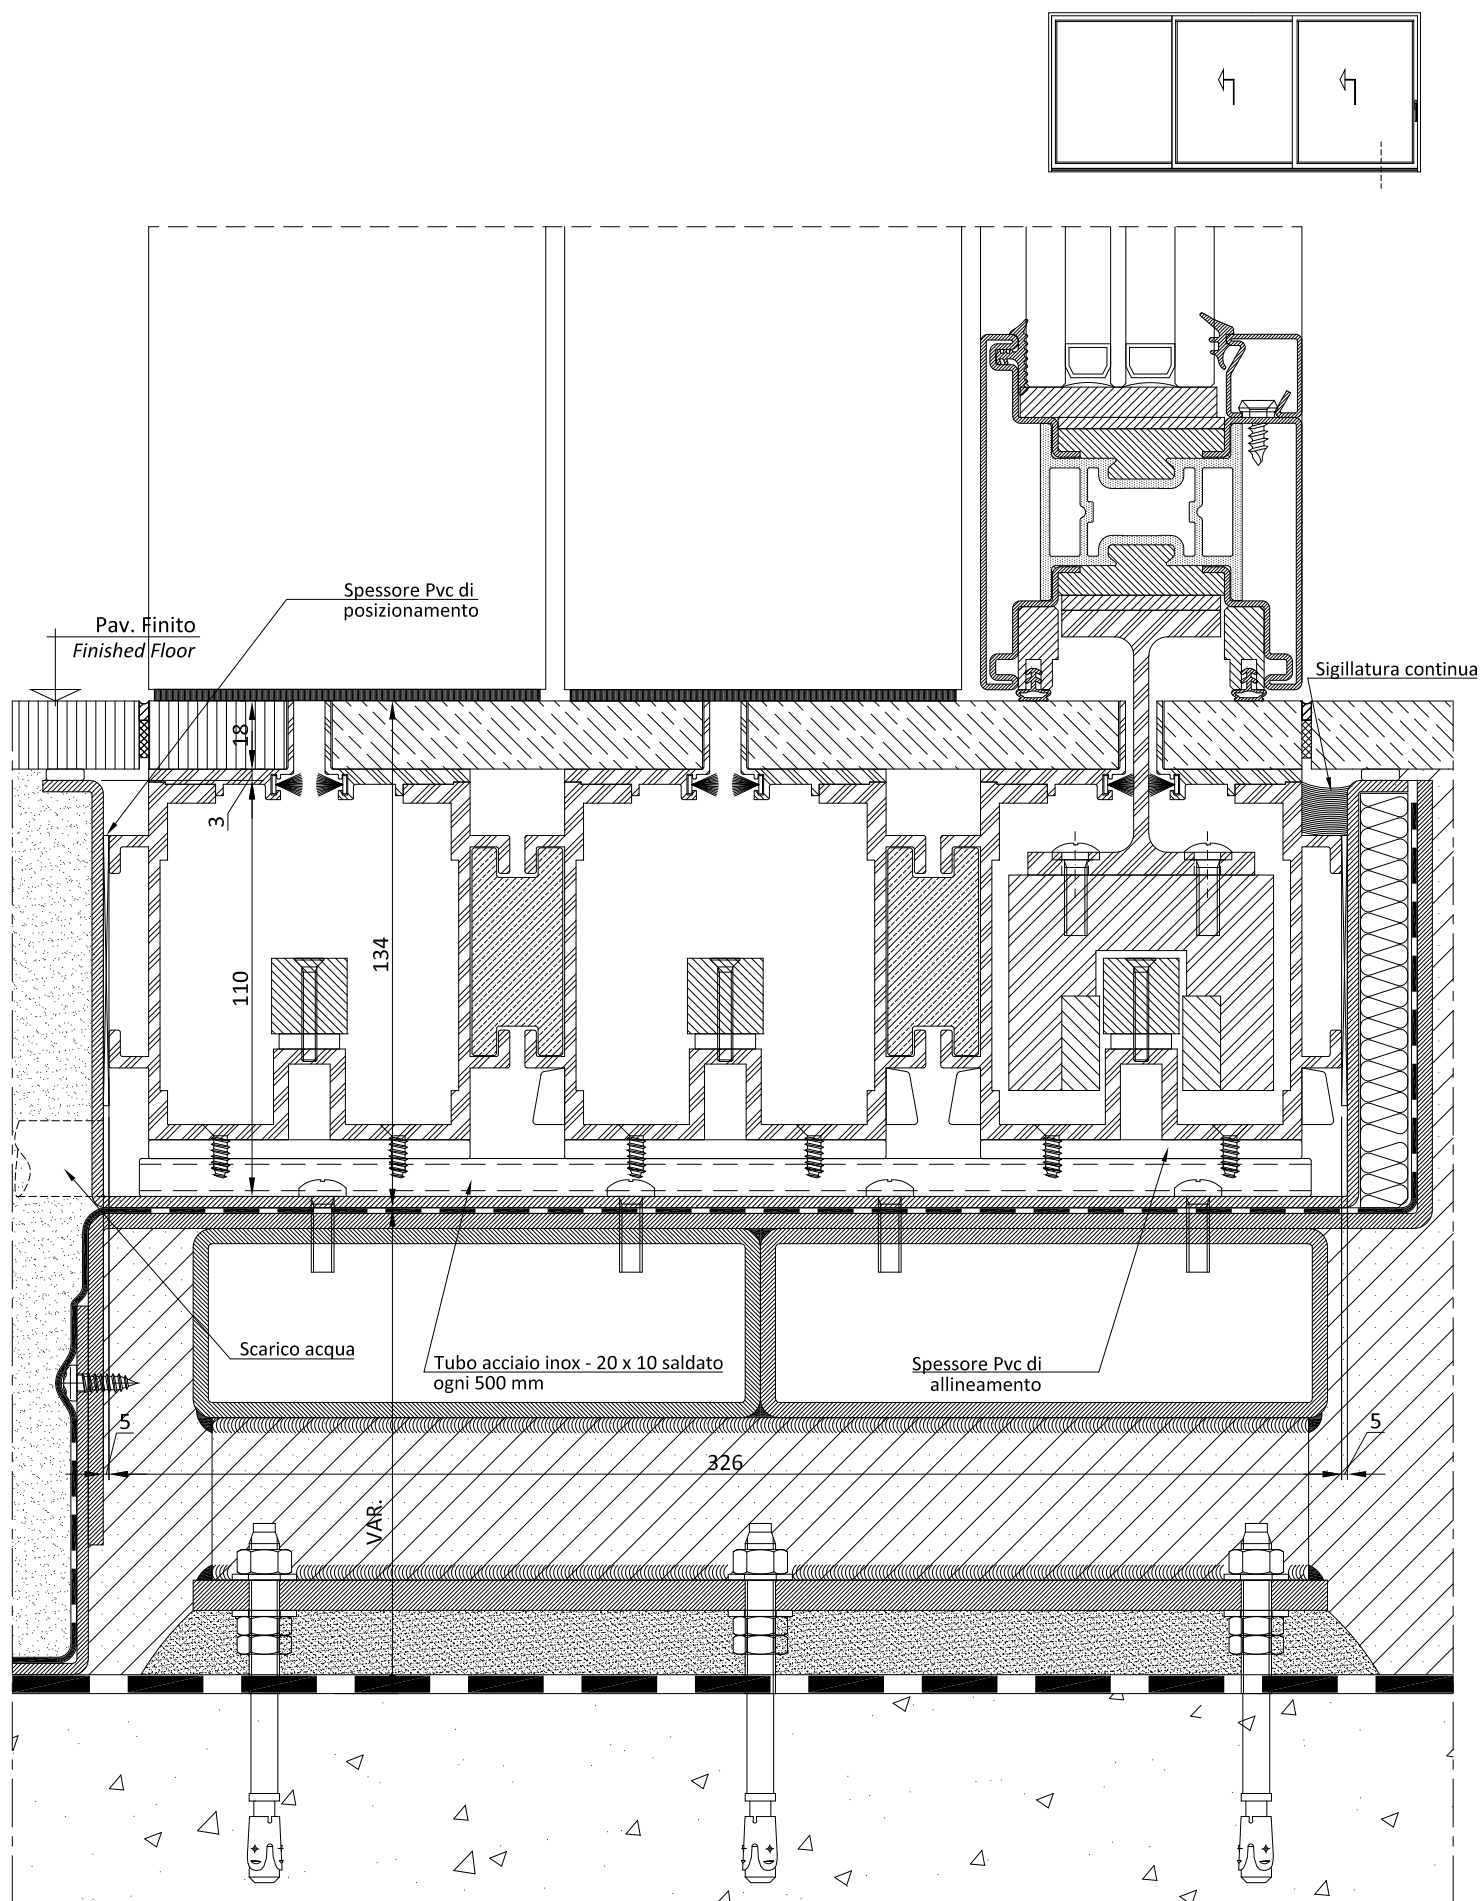 Spessore Pvc di
posizionamento
Pav. Finito
Finished Floor
Sigillatura continua
18
3
110
134
Scarico acqua
Tubo acciaio inox - 20 x 10 saldato
ogni 500 mm
Spessore Pvc di
allineamento
5
5
326
VAR.